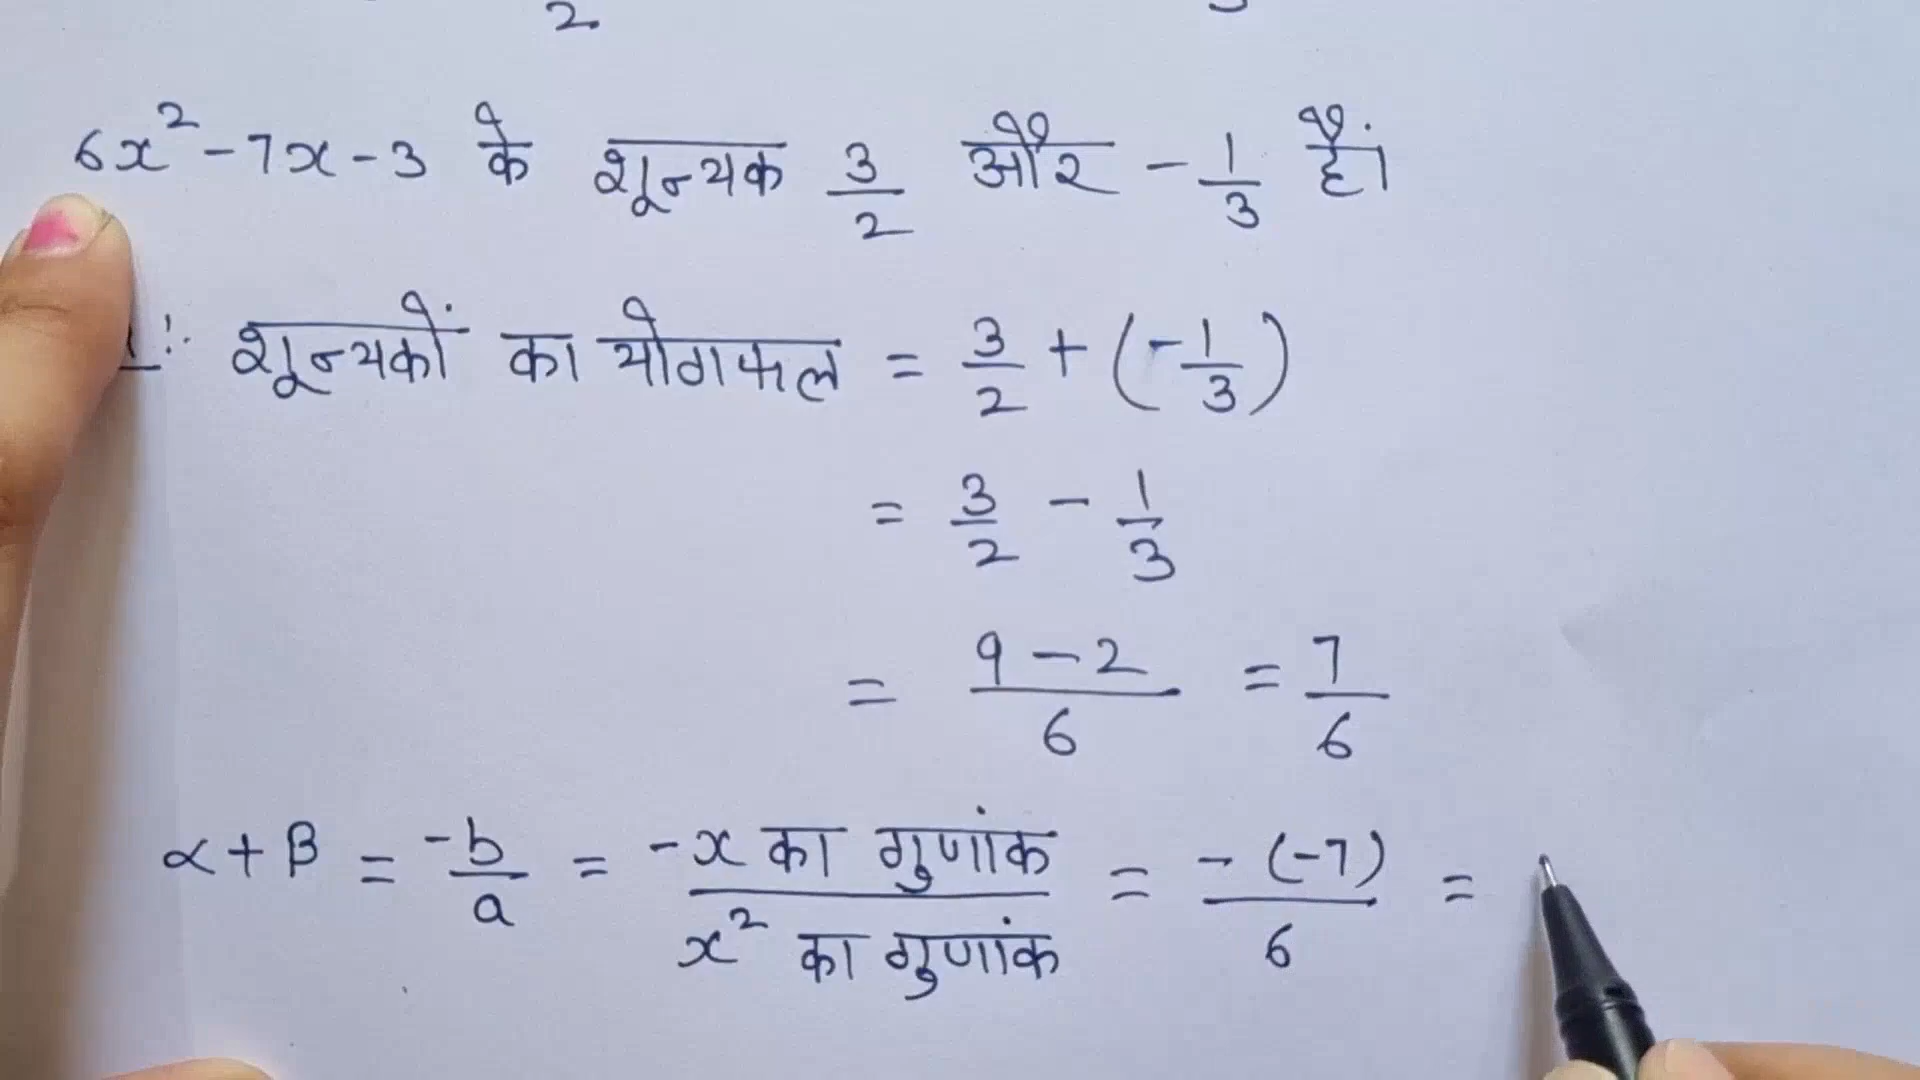 2
6x² - 7x - 3 के शून्यक 3/2 और - 1/3 हैं।
∴ शून्यकों का योगफल = 3/2 + (-1/3)
= 3/2 - 1/3
= 9 - 2/6 = 7/6
α + β = -b/a = -x का गुणांक/x² का गुणांक = - (-7)/6 =